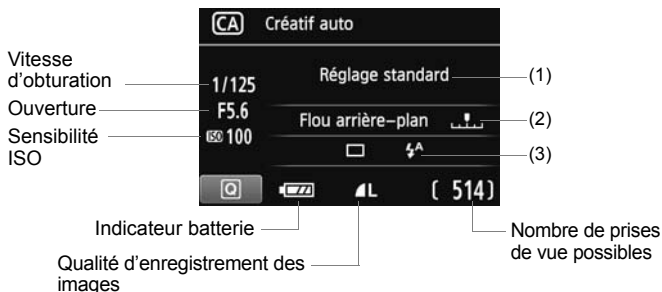 CA Créatif auto
Vitesse
d'obturation
1/125
Réglage standard
(1)
Ouverture
F5.6
Flou arrière-plan
(2)
Sensibilité
ISO
ISO 100
A
(3)
Q
L
( 514)
Indicateur batterie
Nombre de prises
de vue possibles
Qualité d'enregistrement des
images